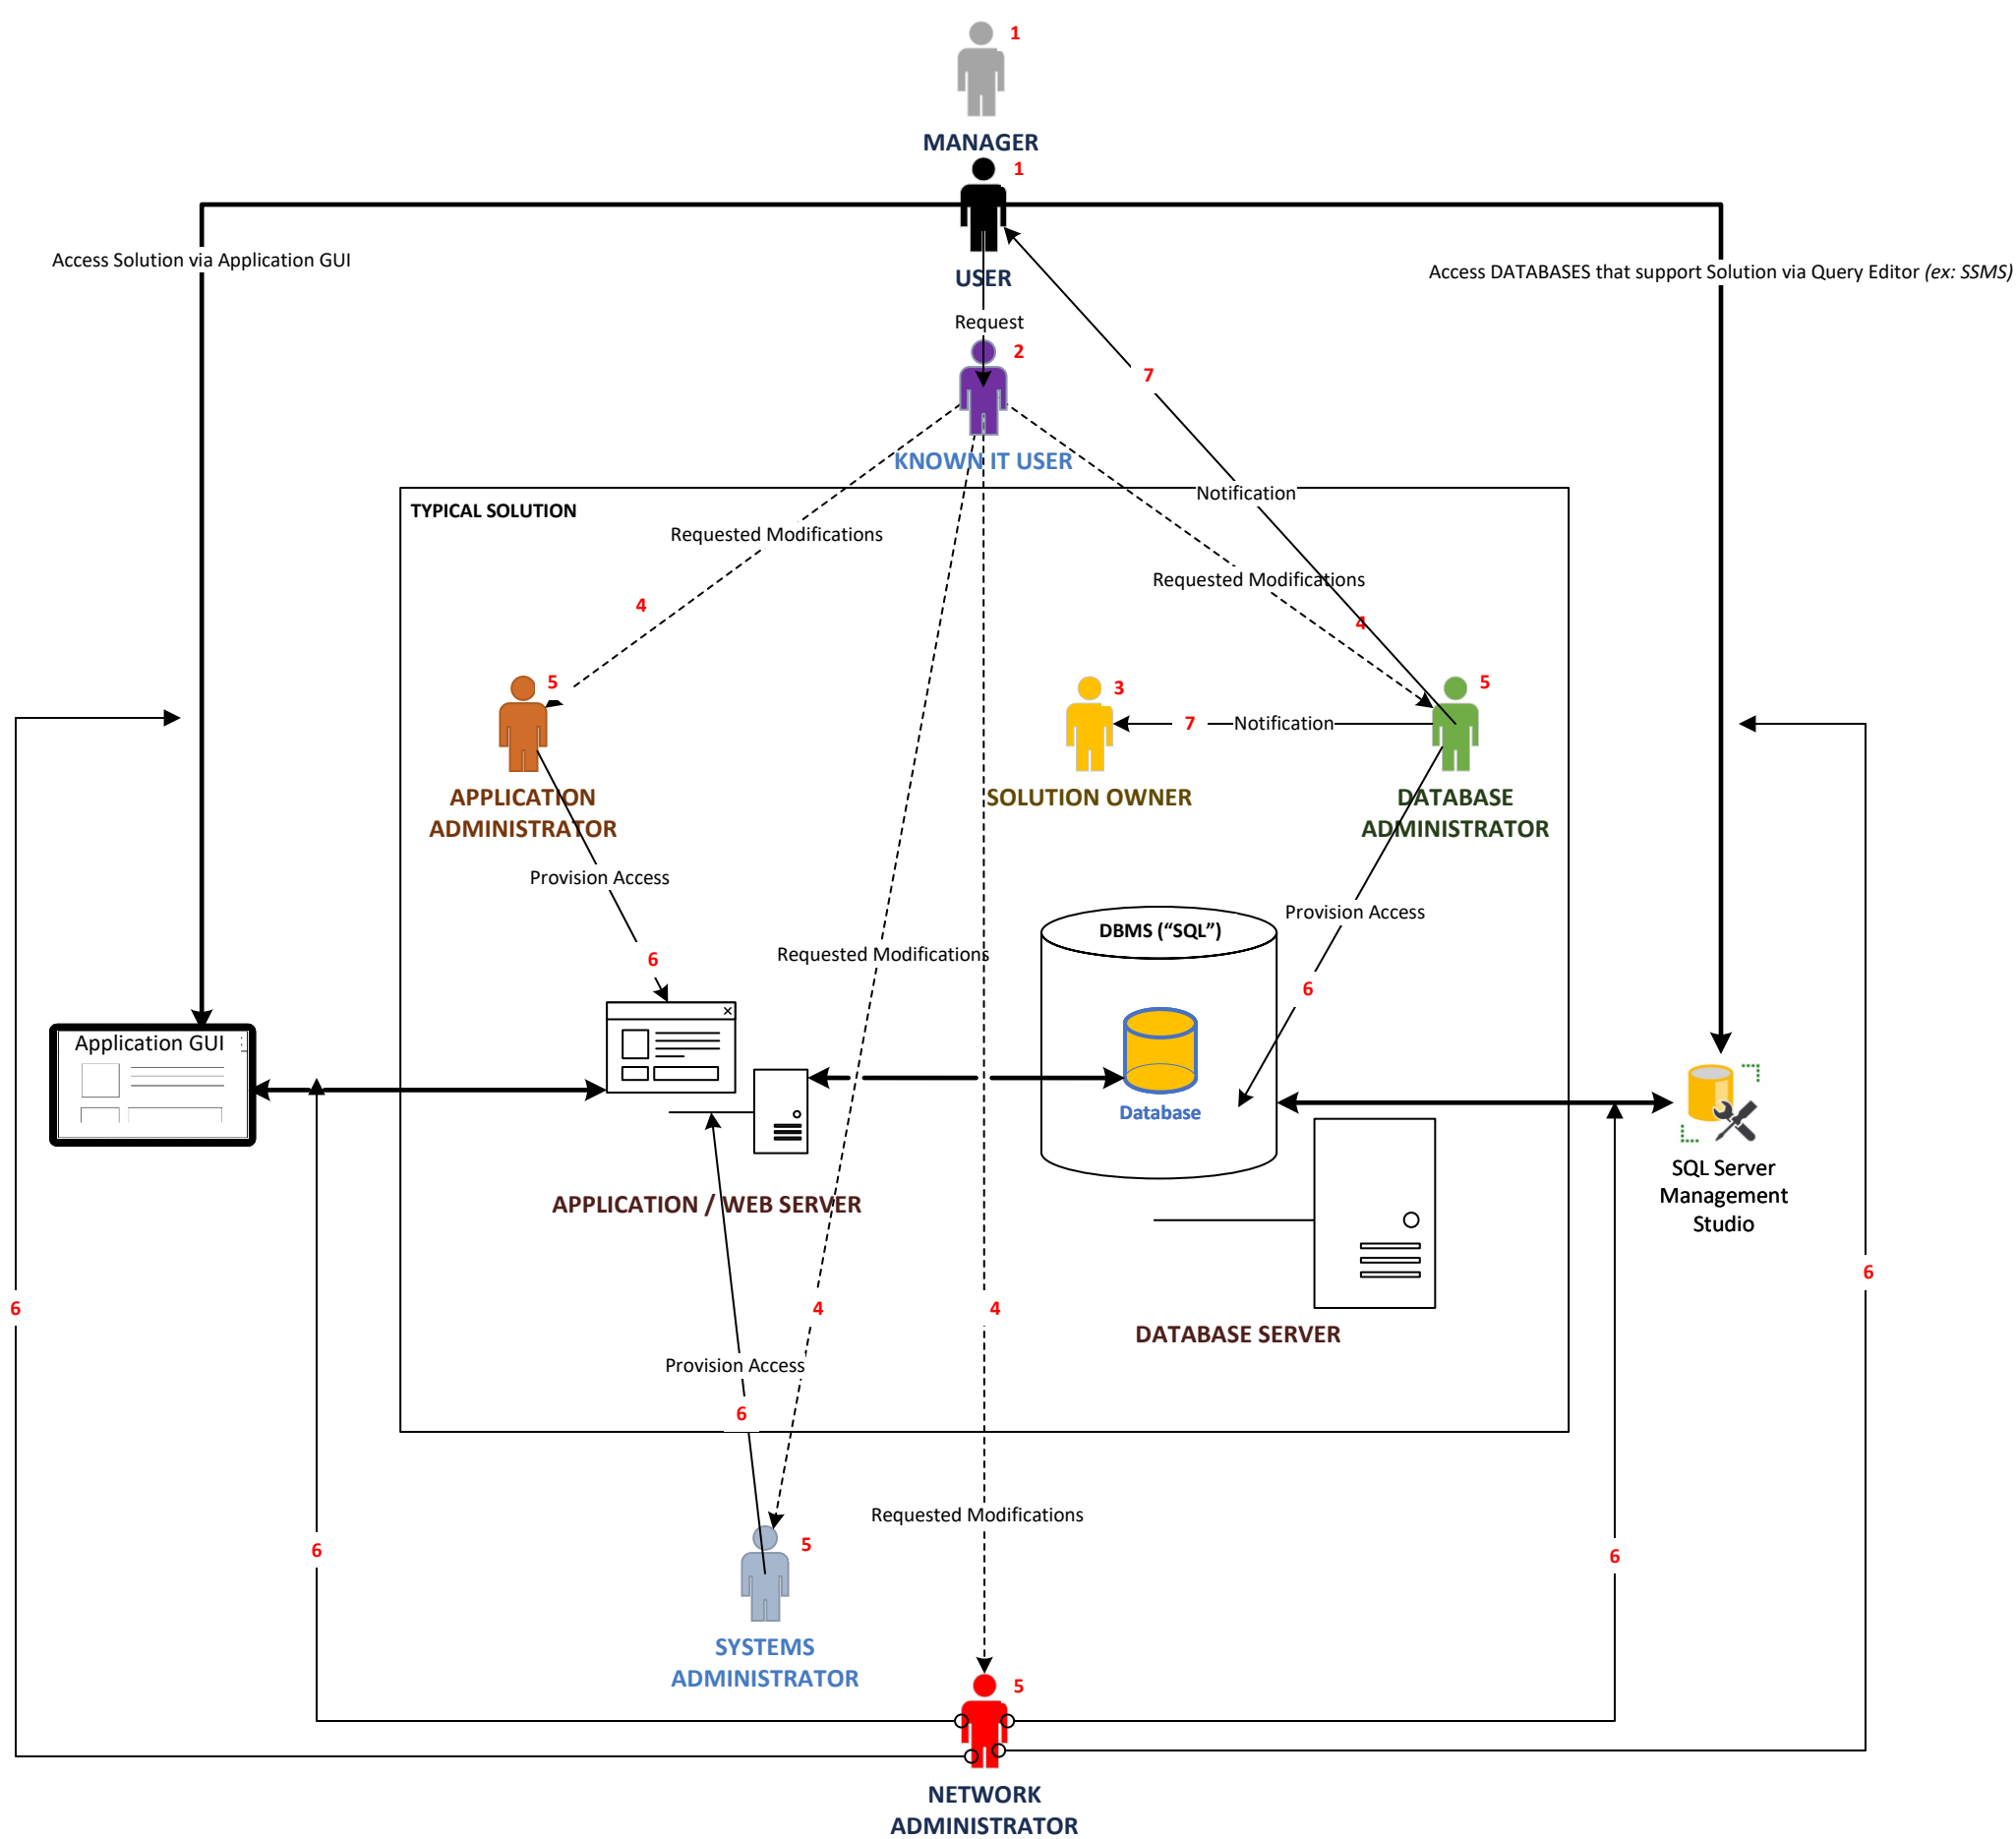 1
MANAGER
1
USER
Access Solution via Application GUI
Access DATABASES that support Solution via Query Editor (ex: SSMS)
Request
2
7
KNOWN IT USER
Notification
TYPICAL SOLUTION
Requested Modifications
Requested Modifications
4
4
5
3
5
7
Notification
APPLICATION
ADMINISTRATOR
SOLUTION OWNER
DATABASE
ADMINISTRATOR
Provision Access
Provision Access
DBMS (“SQL”)
Requested Modifications
6
6
Application GUI
Database
SQL Server
Management
Studio
APPLICATION / WEB SERVER
6
6
4
4
DATABASE SERVER
Provision Access
6
Requested Modifications
6
5
6
SYSTEMS
ADMINISTRATOR
5
NETWORK
ADMINISTRATOR